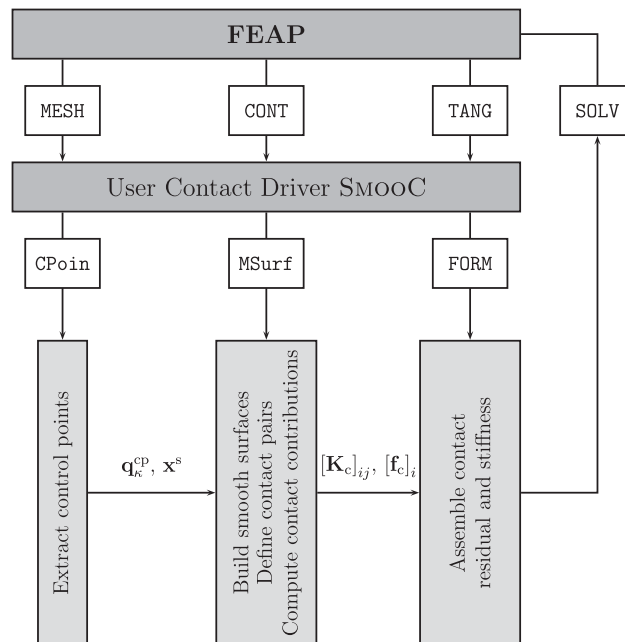 FEAP
MESH
CONT
TANG
SOLV
User Contact Driver SMOOC
CPoin
MSurf
FORM
Extract control points
q_κ^cp, x^s
Build smooth surfaces
Define contact pairs
Compute contact contributions
[K_c]_ij, [f_c]_i
Assemble contact
residual and stiffness